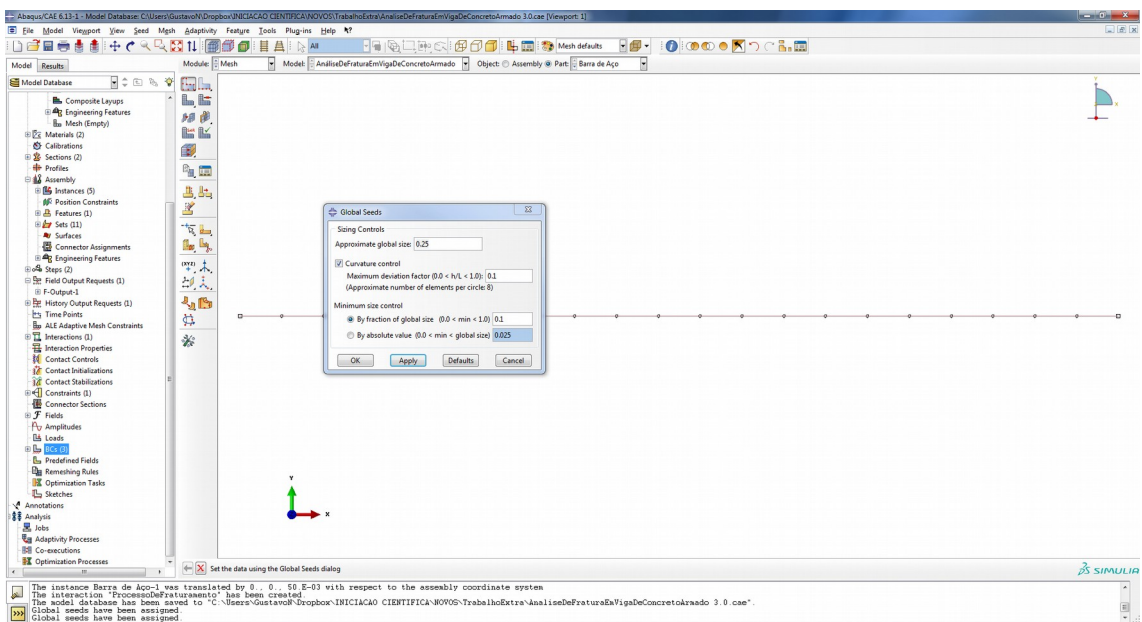 Abaqus/CAE 6.13-1 - Model Database: C:\Users\GustavoN\Dropbox\INICIACAO CIENTIFICA\NOVOS\TrabalhoExtra\AnaliseDeFraturaEmVigaDeConcretoArmado 3.0.cae [Viewport: 1]
File Model Viewport View Seed Mesh Adaptivity Feature Tools Plug-ins Help
All Mesh defaults
Model Results Module: Mesh Model: AnáliseDeFraturaEmVigaDeConcretoArmado Object: Assembly Part: Barra de Aço
Model Database
Composite Layups
Engineering Features
Mesh (Empty)
Materials (2)
Calibrations
Sections (2)
Profiles
Assembly
Instances (5)
Position Constraints
Features (1)
Sets (11)
Surfaces
Connector Assignments
Engineering Features
Steps (2)
Field Output Requests (1)
F-Output-1
History Output Requests (1)
Time Points
ALE Adaptive Mesh Constraints
Interactions (1)
Interaction Properties
Contact Controls
Contact Initializations
Contact Stabilizations
Constraints (1)
Connector Sections
Fields
Amplitudes
Loads
BCs (3)
Predefined Fields
Remeshing Rules
Optimization Tasks
Sketches
Annotations
Analysis
Jobs
Adaptivity Processes
Co-executions
Optimization Processes
(XYZ)
Global Seeds
Sizing Controls
Approximate global size: 0.25
Curvature control
Maximum deviation factor (0.0 < h/L < 1.0): 0.1
(Approximate number of elements per circle: 8)
Minimum size control
By fraction of global size (0.0 < min < 1.0) 0.1
By absolute value (0.0 < min < global size) 0.025
OK Apply Defaults Cancel
Y
X
Set the data using the Global Seeds dialog
SIMULIA
The instance Barra de Aço-1 was translated by 0., 0., 50.E-03 with respect to the assembly coordinate system
The interaction "ProcessoDeFraturamento" has been created.
The model database has been saved to "C:\Users\GustavoN\Dropbox\INICIACAO CIENTIFICA\NOVOS\TrabalhoExtra\AnaliseDeFraturaEmVigaDeConcretoArmado 3.0.cae".
Global seeds have been assigned.
Global seeds have been assigned.